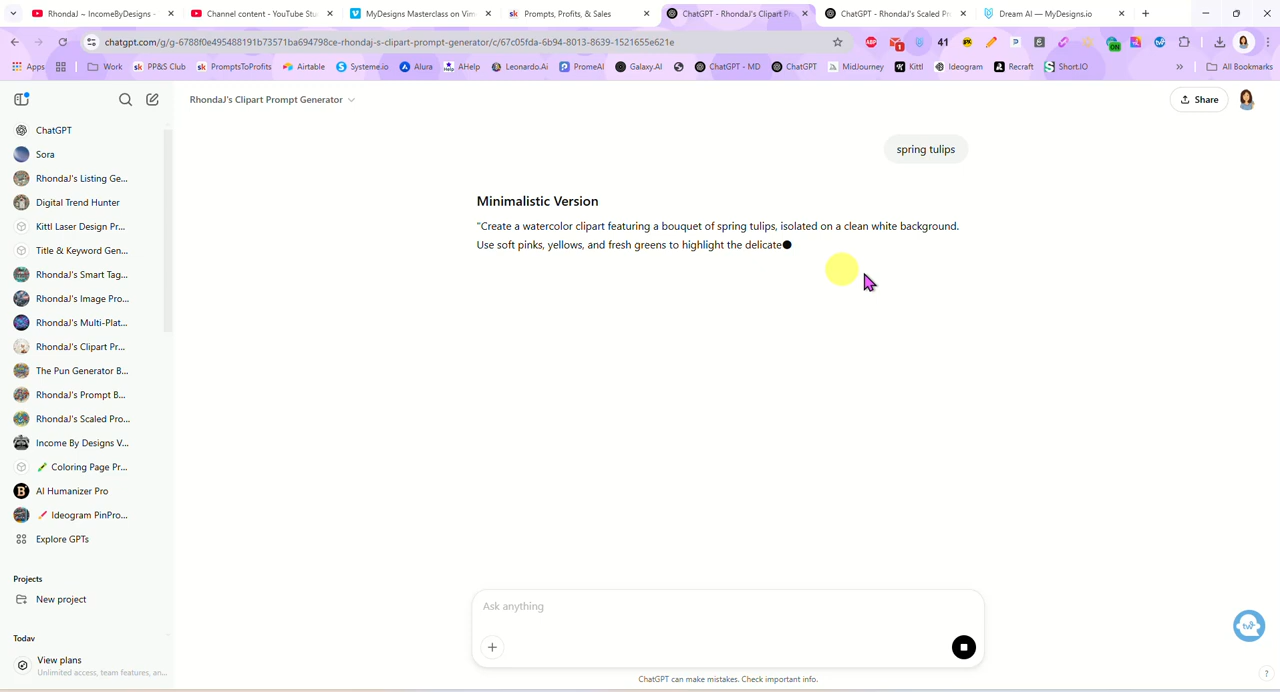 RhondaJ ~ IncomeByDesigns -
Channel content - YouTube Stu
MyDesigns Masterclass on Vim
Prompts, Profits, & Sales
ChatGPT - RhondaJ's Clipart Pr
ChatGPT - RhondaJ's Scaled Pr
Dream AI — MyDesigns.io
chatgpt.com/g/g-6788f0e495488191b73571ba694798ce-rhondaj-s-clipart-prompt-generator/c/67c05fda-6b94-8013-8639-1521655e621e
Apps
Work
PP&S Club
PromptsToProfits
Airtable
Systeme.io
Alura
AHelp
Leonardo.Ai
PromeAI
Galaxy.AI
ChatGPT - MD
ChatGPT
MidJourney
Kittl
Ideogram
Recraft
Short.IO
»
All Bookmarks
RhondaJ's Clipart Prompt Generator
Share
ChatGPT
Sora
RhondaJ's Listing Ge...
Digital Trend Hunter
Kittl Laser Design Pr...
Title & Keyword Gen...
RhondaJ's Smart Tag...
RhondaJ's Image Pro...
RhondaJ's Multi-Plat...
RhondaJ's Clipart Pr...
The Pun Generator B...
RhondaJ's Prompt B...
RhondaJ's Scaled Pro...
Income By Designs V...
Coloring Page Pr...
AI Humanizer Pro
Ideogram PinPro...
Explore GPTs
Projects
New project
Today
View plans
Unlimited access, team features, an...
spring tulips
Minimalistic Version
"Create a watercolor clipart featuring a bouquet of spring tulips, isolated on a clean white background.
Use soft pinks, yellows, and fresh greens to highlight the delicate
Ask anything
ChatGPT can make mistakes. Check important info.
?